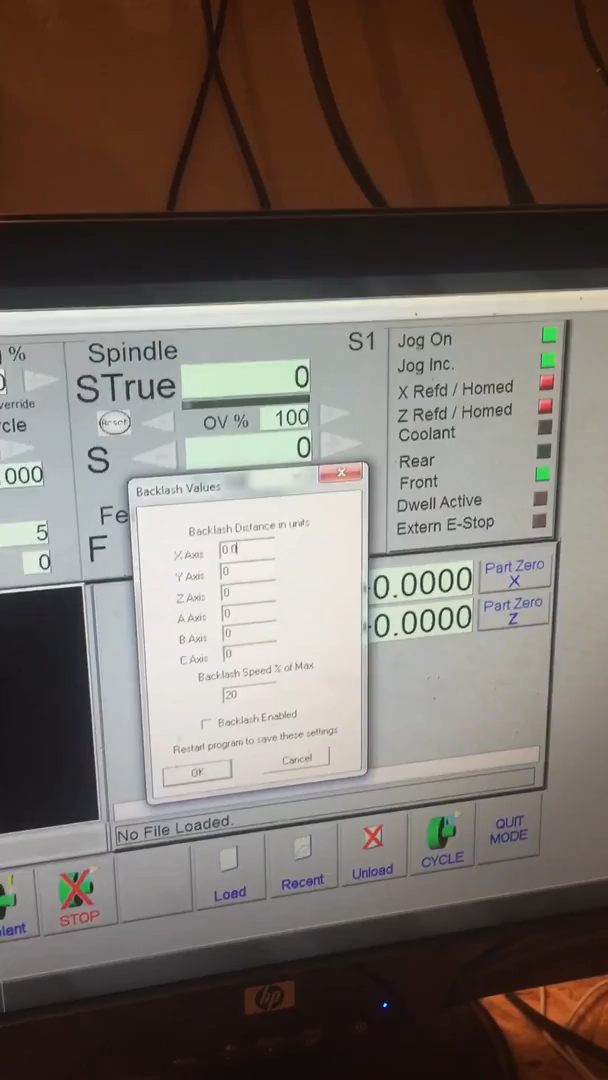 %
Spindle
S1
Jog On
STrue
0
Jog Inc.
X Refd / Homed
verride
Reset
OV %
100
Z Refd / Homed
Coolant
S
0
Rear
.000
Backlash Values
Front
Fe
Backlash Distance in units
Dwell Active
5
F
X Axis
0.0
Extern E-Stop
0
Y Axis
0
0.0000
Part Zero
X
Z Axis
0
A Axis
0
0.0000
Part Zero
Z
B Axis
0
C Axis
0
Backlash Speed % of Max
20
Backlash Enabled
Restart program to save these settings
OK
Cancel
No File Loaded.
STOP
Load
Recent
Unload
CYCLE
QUIT
MODE
hp